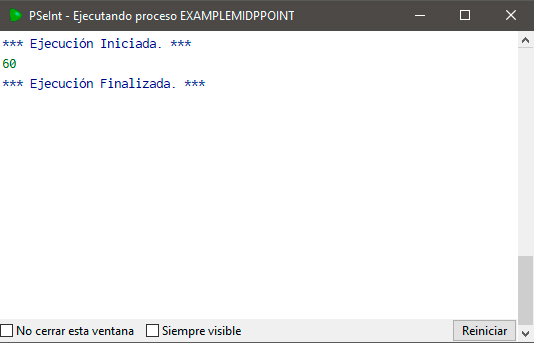 PSeInt - Ejecutando proceso EXAMPLEMIDPPOINT
*** Ejecución Iniciada. ***
60
*** Ejecución Finalizada. ***
No cerrar esta ventana Siempre visible Reiniciar